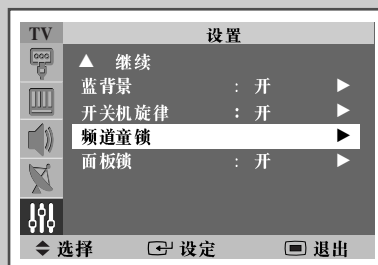 TV 设置
▲ 继续
蓝背景 : 开 ▶
开关机旋律 : 开 ▶
频道童锁 ▶
面板锁 : 开 ▶
选择 设定 退出